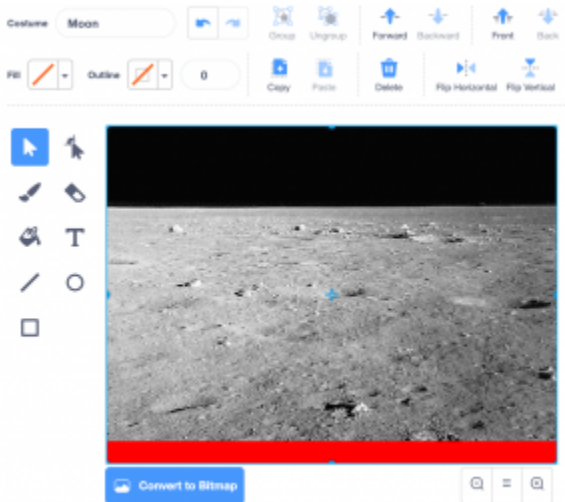 Costume Moon Group Ungroup Forward Backward Front Back
Fill Outline 0 Copy Paste Delete Flip Horizontal Flip Vertical
T
Convert to Bitmap